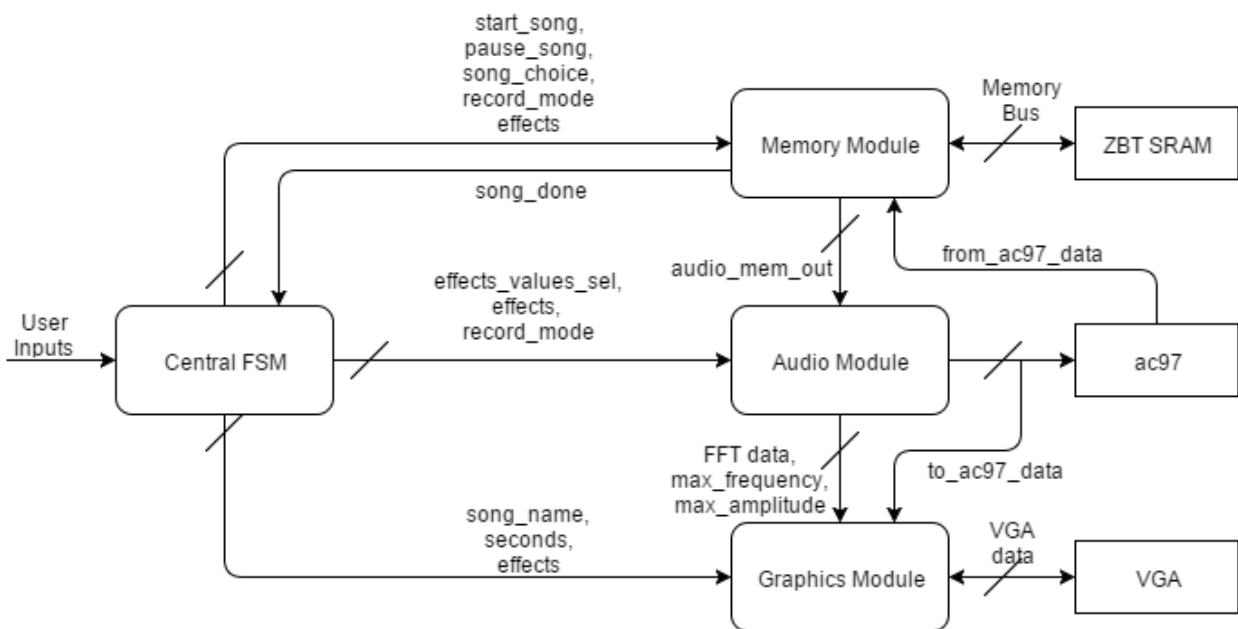 start_song,
pause_song,
song_choice,
record_mode
effects
Memory
Bus
Memory Module
ZBT SRAM
song_done
from_ac97_data
audio_mem_out
effects_values_sel,
effects,
record_mode
User
Inputs
Central FSM
Audio Module
ac97
FFT data,
max_frequency,
max_amplitude
to_ac97_data
song_name,
seconds,
effects
VGA
data
Graphics Module
VGA